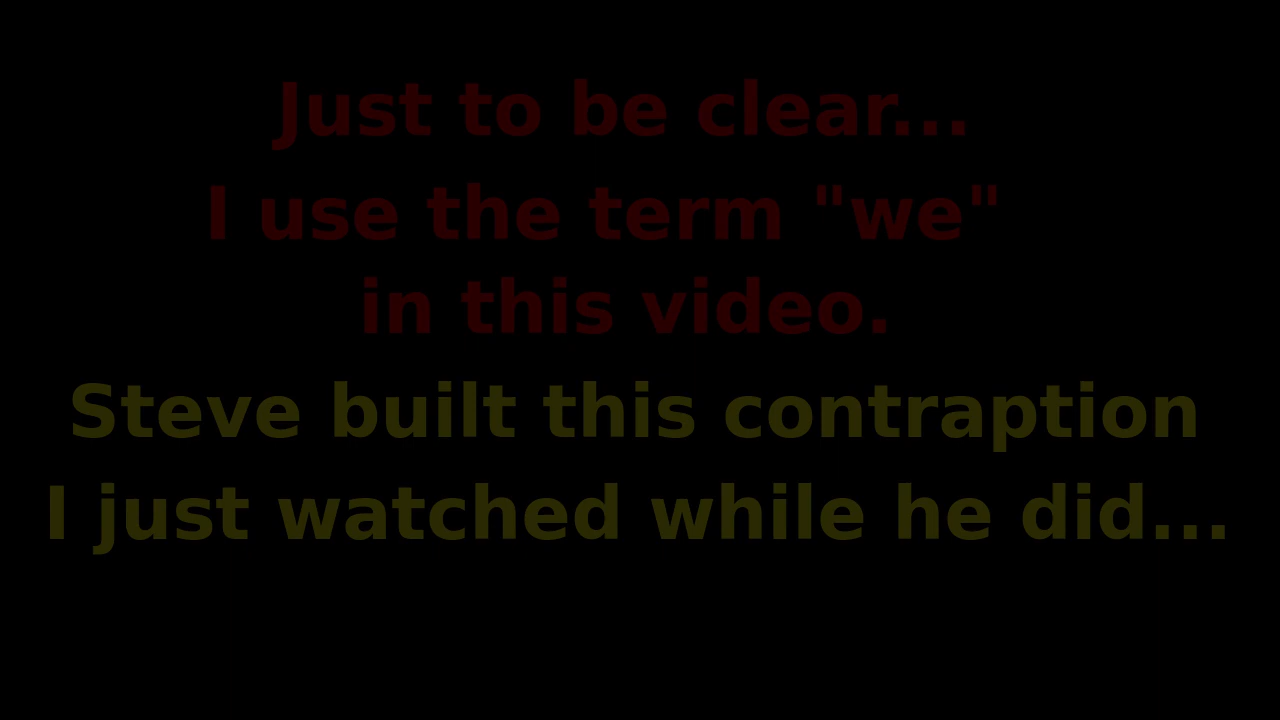 Just to be clear...
I use the term "we"
in this video.
Steve built this contraption
I just watched while he did...